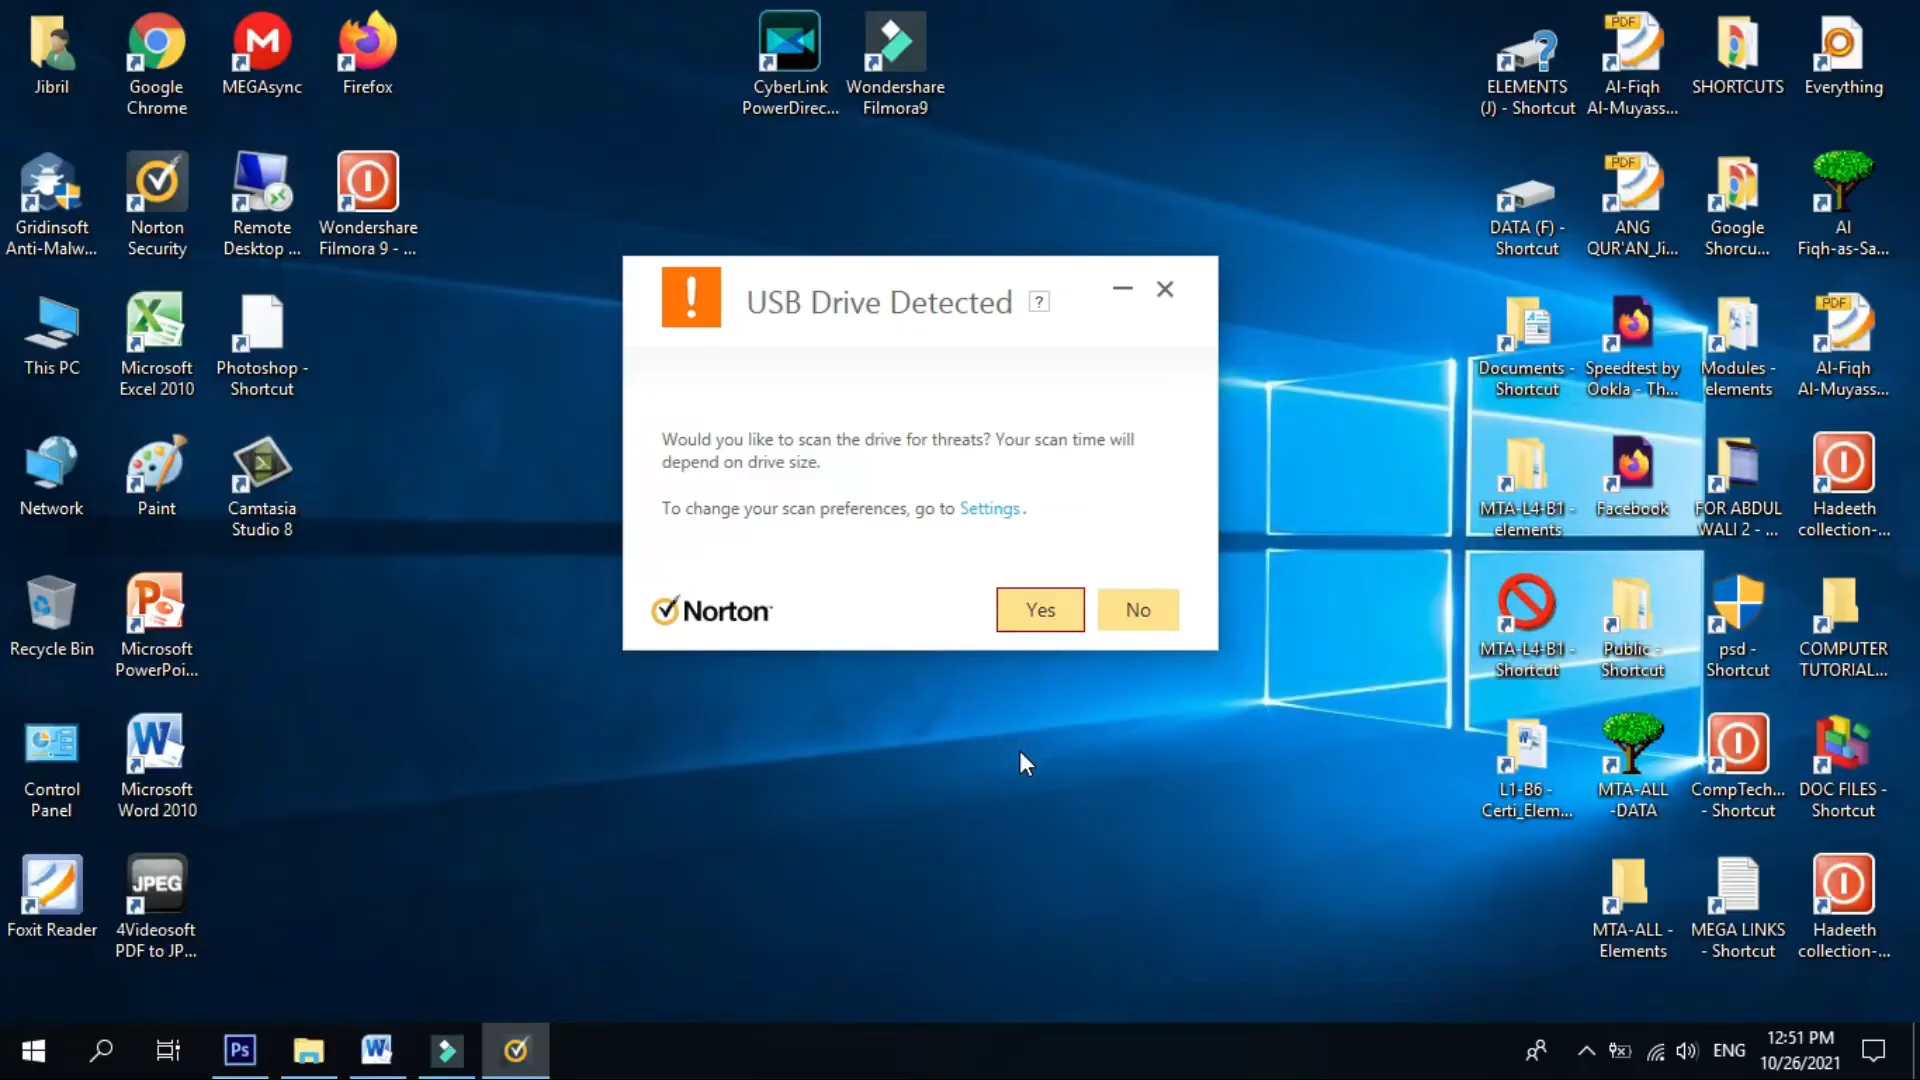 Jibril
Google
Chrome
MEGAsync
Firefox
CyberLink
PowerDirec...
Wondershare
Filmora9
ELEMENTS
(J) - Shortcut
PDF
Al-Fiqh
Al-Muyass...
SHORTCUTS
Everything
Gridinsoft
Anti-Malw...
Norton
Security
Remote
Desktop ...
Wondershare
Filmora 9 - ...
DATA (F) -
Shortcut
PDF
ANG
QUR'AN_Ji...
Google
Shorcu...
Al
Fiqh-as-Sa...
USB Drive Detected ?
Would you like to scan the drive for threats? Your scan time will
depend on drive size.
To change your scan preferences, go to Settings.
Norton
Yes
No
This PC
Microsoft
Excel 2010
Photoshop -
Shortcut
Documents -
Shortcut
Speedtest by
Ookla - Th...
Modules -
elements
PDF
Al-Fiqh
Al-Muyass...
Network
Paint
Camtasia
Studio 8
MTA-L4-B1 -
elements
Facebook
FOR ABDUL
WALI 2 - ...
Hadeeth
collection-...
Recycle Bin
Microsoft
PowerPoi...
MTA-L4-B1 -
Shortcut
Public -
Shortcut
psd -
Shortcut
COMPUTER
TUTORIAL...
Control
Panel
Microsoft
Word 2010
L1-B6 -
Certi_Elem...
MTA-ALL
-DATA
CompTech...
- Shortcut
DOC FILES -
Shortcut
Foxit Reader
JPEG
4Videosoft
PDF to JP...
MTA-ALL -
Elements
MEGA LINKS
- Shortcut
Hadeeth
collection-...
Ps
ENG
12:51 PM
10/26/2021